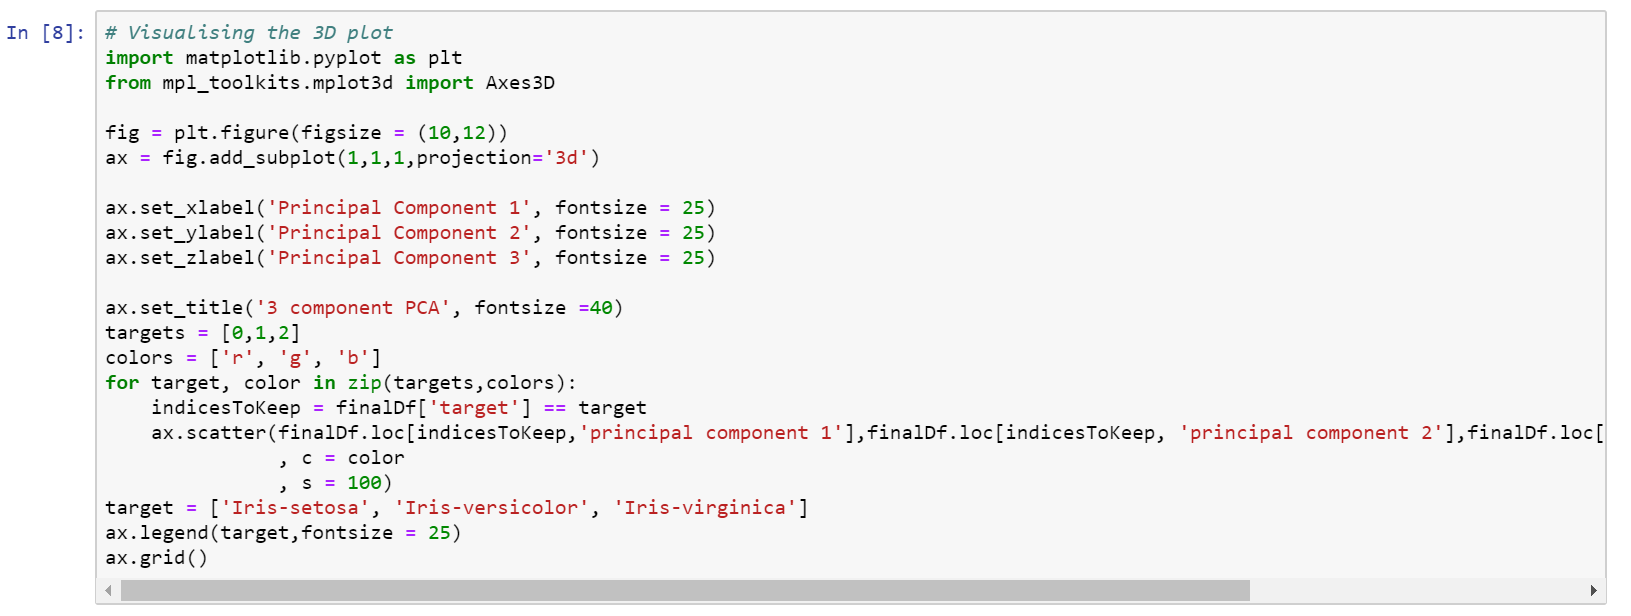 In [8]:
# Visualising the 3D plot
import matplotlib.pyplot as plt
from mpl_toolkits.mplot3d import Axes3D

fig = plt.figure(figsize = (10,12))
ax = fig.add_subplot(1,1,1,projection='3d')

ax.set_xlabel('Principal Component 1', fontsize = 25)
ax.set_ylabel('Principal Component 2', fontsize = 25)
ax.set_zlabel('Principal Component 3', fontsize = 25)

ax.set_title('3 component PCA', fontsize =40)
targets = [0,1,2]
colors = ['r', 'g', 'b']
for target, color in zip(targets,colors):
    indicesToKeep = finalDf['target'] == target
    ax.scatter(finalDf.loc[indicesToKeep,'principal component 1'],finalDf.loc[indicesToKeep, 'principal component 2'],finalDf.loc[
               , c = color
               , s = 100)
target = ['Iris-setosa', 'Iris-versicolor', 'Iris-virginica']
ax.legend(target,fontsize = 25)
ax.grid()